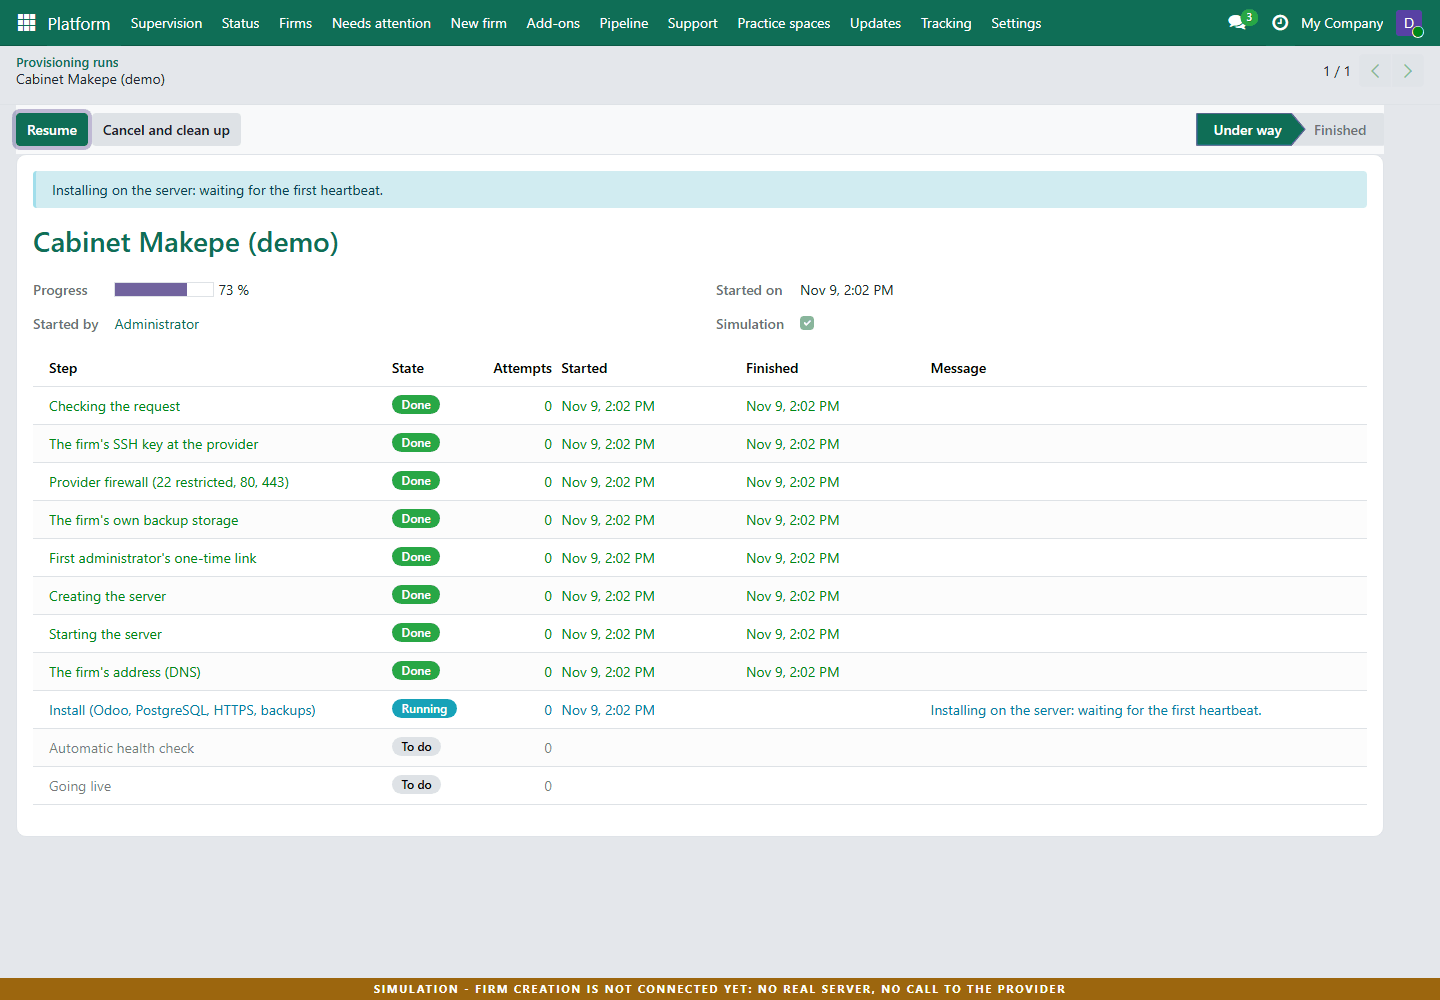 Platform Supervision Status Firms Needs attention New firm Add-ons Pipeline Support Practice spaces Updates Tracking Settings 3 My Company D
Provisioning runs
Cabinet Makepe (demo)
1 / 1
Resume Cancel and clean up Under way Finished
Installing on the server: waiting for the first heartbeat.
Cabinet Makepe (demo)
Progress 73 % Started on Nov 9, 2:02 PM
Started by Administrator Simulation
Step State Attempts Started Finished Message
Checking the request Done 0 Nov 9, 2:02 PM Nov 9, 2:02 PM
The firm's SSH key at the provider Done 0 Nov 9, 2:02 PM Nov 9, 2:02 PM
Provider firewall (22 restricted, 80, 443) Done 0 Nov 9, 2:02 PM Nov 9, 2:02 PM
The firm's own backup storage Done 0 Nov 9, 2:02 PM Nov 9, 2:02 PM
First administrator's one-time link Done 0 Nov 9, 2:02 PM Nov 9, 2:02 PM
Creating the server Done 0 Nov 9, 2:02 PM Nov 9, 2:02 PM
Starting the server Done 0 Nov 9, 2:02 PM Nov 9, 2:02 PM
The firm's address (DNS) Done 0 Nov 9, 2:02 PM Nov 9, 2:02 PM
Install (Odoo, PostgreSQL, HTTPS, backups) Running 0 Nov 9, 2:02 PM Installing on the server: waiting for the first heartbeat.
Automatic health check To do 0
Going live To do 0
SIMULATION - FIRM CREATION IS NOT CONNECTED YET: NO REAL SERVER, NO CALL TO THE PROVIDER